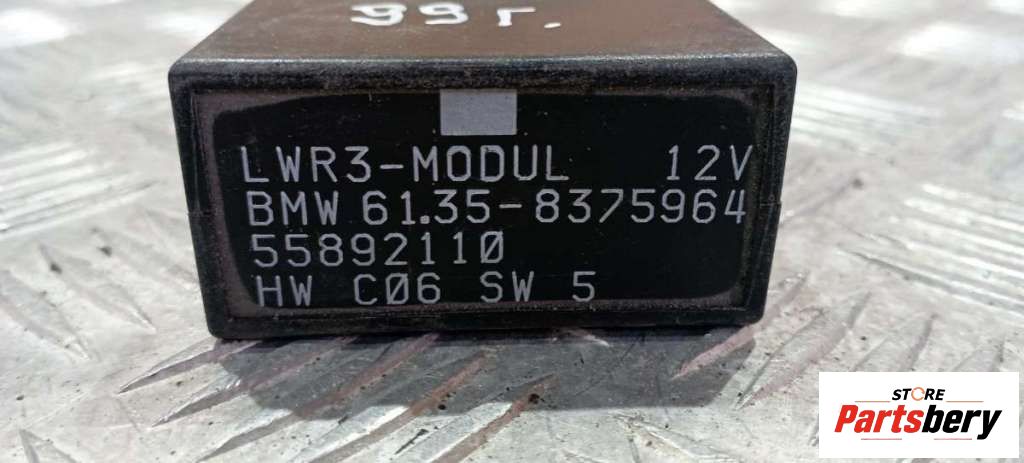 99г.
LWR3-MODUL 12V
BMW 61.35-8375964
55892110
HW C06 SW 5
STORE
Partsbery